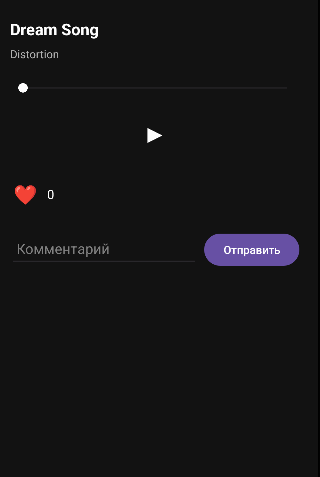 Dream Song
Distortion
0
Комментарий
Отправить